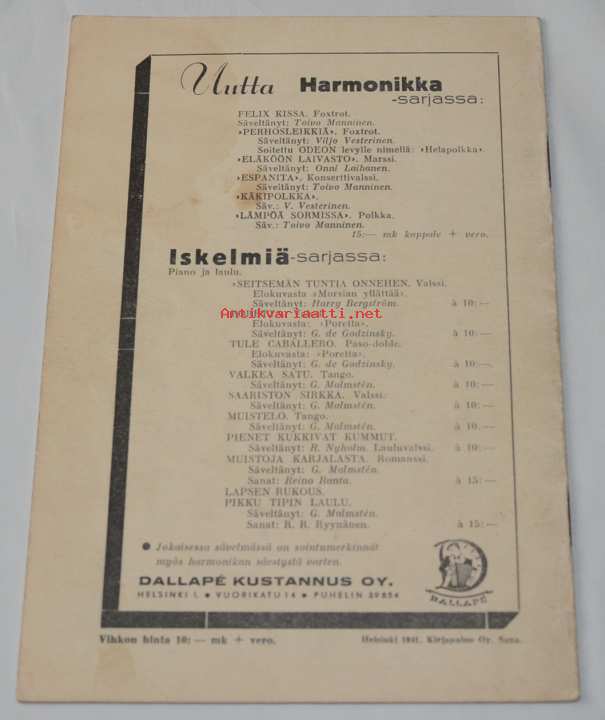 Uutta Harmonikka
-sarjassa:
FELIX KISSA. Foxtrot.
Säveltänyt: Toivo Manninen.
»PERHOSLEIKKIÄ». Foxtrot.
Säveltänyt: Viljo Vesterinen.
Soitettu ODEON levylle nimellä: »Helapolkka».
»ELÄKÖÖN LAIVASTO». Marssi.
Säveltänyt: Onni Laihanen.
»ESPANITA». Konserttivalssi.
Säveltänyt: Toivo Manninen.
»KÄKIPOLKKA».
Säv.: V. Vesterinen.
»LÄMPÖÄ SORMISSA». Polkka.
Säv.: Toivo Manninen.
15:— mk kappale + vero.
Iskelmiä-sarjassa:
Piano ja laulu.
»SEITSEMÄN TUNTIA ONNEHEN. Valssi.
Elokuvasta »Morsian yllättää».
Säveltänyt: Harry Bergström. à 10:—
Antikvariaatti.net
Elokuvasta: »Poretta».
Säveltänyt: G. de Godzinsky. à 10:—
TULE CABALLERO. Paso-doble.
Elokuvasta: »Poretta».
Säveltänyt: G. de Godzinsky. à 10:—.
VALKEA SATU. Tango.
Säveltänyt: G. Malmstén. à 10:—
SAARISTON SIRKKA. Valssi.
Säveltänyt: G. Malmstén. à 10:—
MUISTELO. Tango.
Säveltänyt: G. Malmstén. à 10:—
PIENET KUKKIVAT KUMMUT.
Säveltänyt: R. Nyholm. Lauluvalssi. à 10:—
MUISTOJA KARJALASTA. Romanssi.
Säveltänyt: G. Malmstén.
Sanat: Reino Ranta. à 15:—
LAPSEN RUKOUS.
PIKKU TIPIN LAULU.
Säveltänyt: G. Malmstén.
Sanat: R. R. Ryynänen. à 15:—
● Jokaisessa sävelmässä on sointumerkinnät
myös harmonikan säestystä varten.
DALLAPÉ KUSTANNUS OY.
HELSINKI L. • VUORIKATU 14 • PUHELIN 39854
DALLAPÉ
Vihkon hinta 10:— mk + vero.
Helsinki 1941. Kirjapaino Oy. Sana.